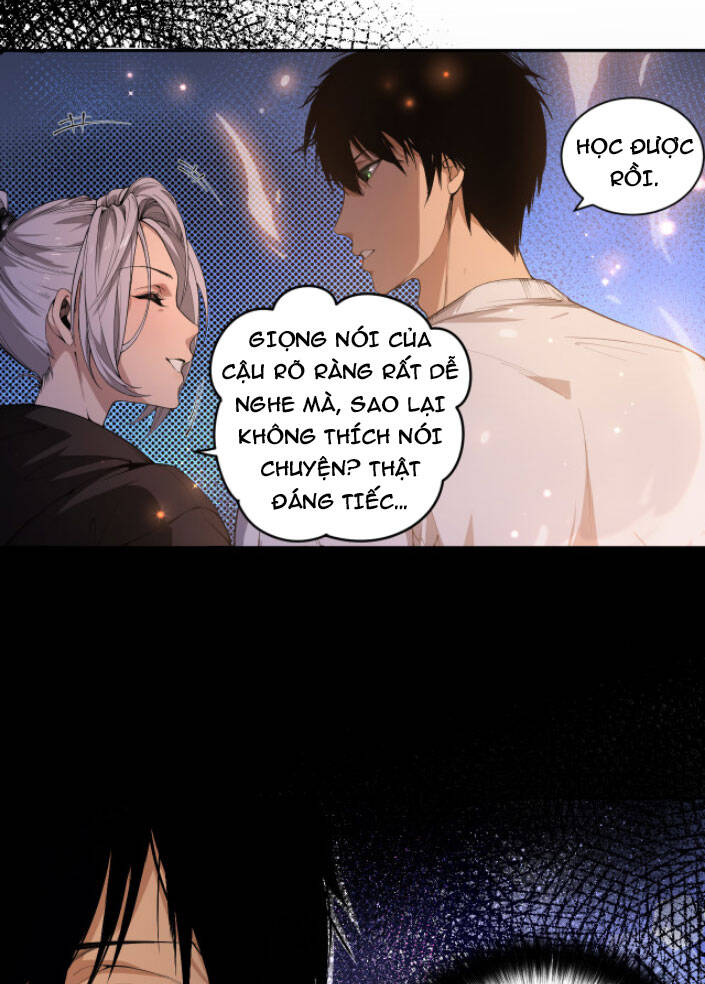 HỌC ĐƯỢC
RỒI.
GIỌNG NÓI CỦA
CẬU RÕ RÀNG RẤT DỄ
NGHE MÀ, SAO LẠI
KHÔNG THÍCH NÓI
CHUYỆN? THẬT
ĐÁNG TIẾC...